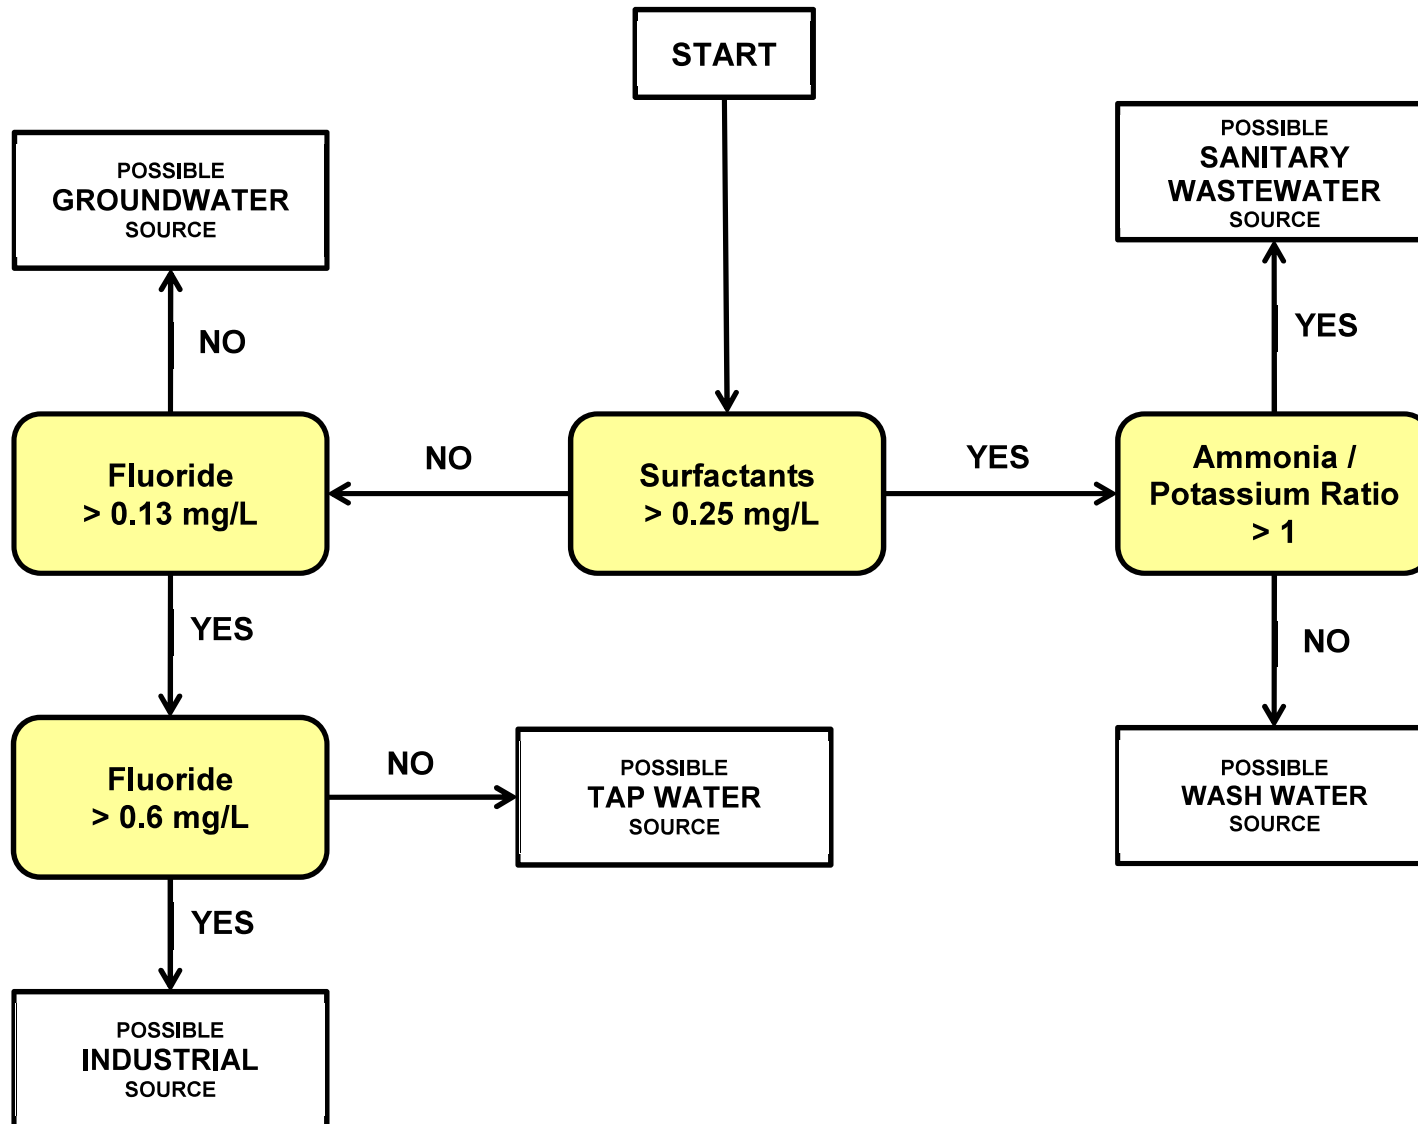 START
POSSIBLE
GROUNDWATER
SOURCE
POSSIBLE
SANITARY
WASTEWATER
SOURCE
NO
YES
Fluoride
> 0.13 mg/L
NO
Surfactants
> 0.25 mg/L
YES
Ammonia /
Potassium Ratio
> 1
YES
NO
Fluoride
> 0.6 mg/L
NO
POSSIBLE
TAP WATER
SOURCE
POSSIBLE
WASH WATER
SOURCE
YES
POSSIBLE
INDUSTRIAL
SOURCE